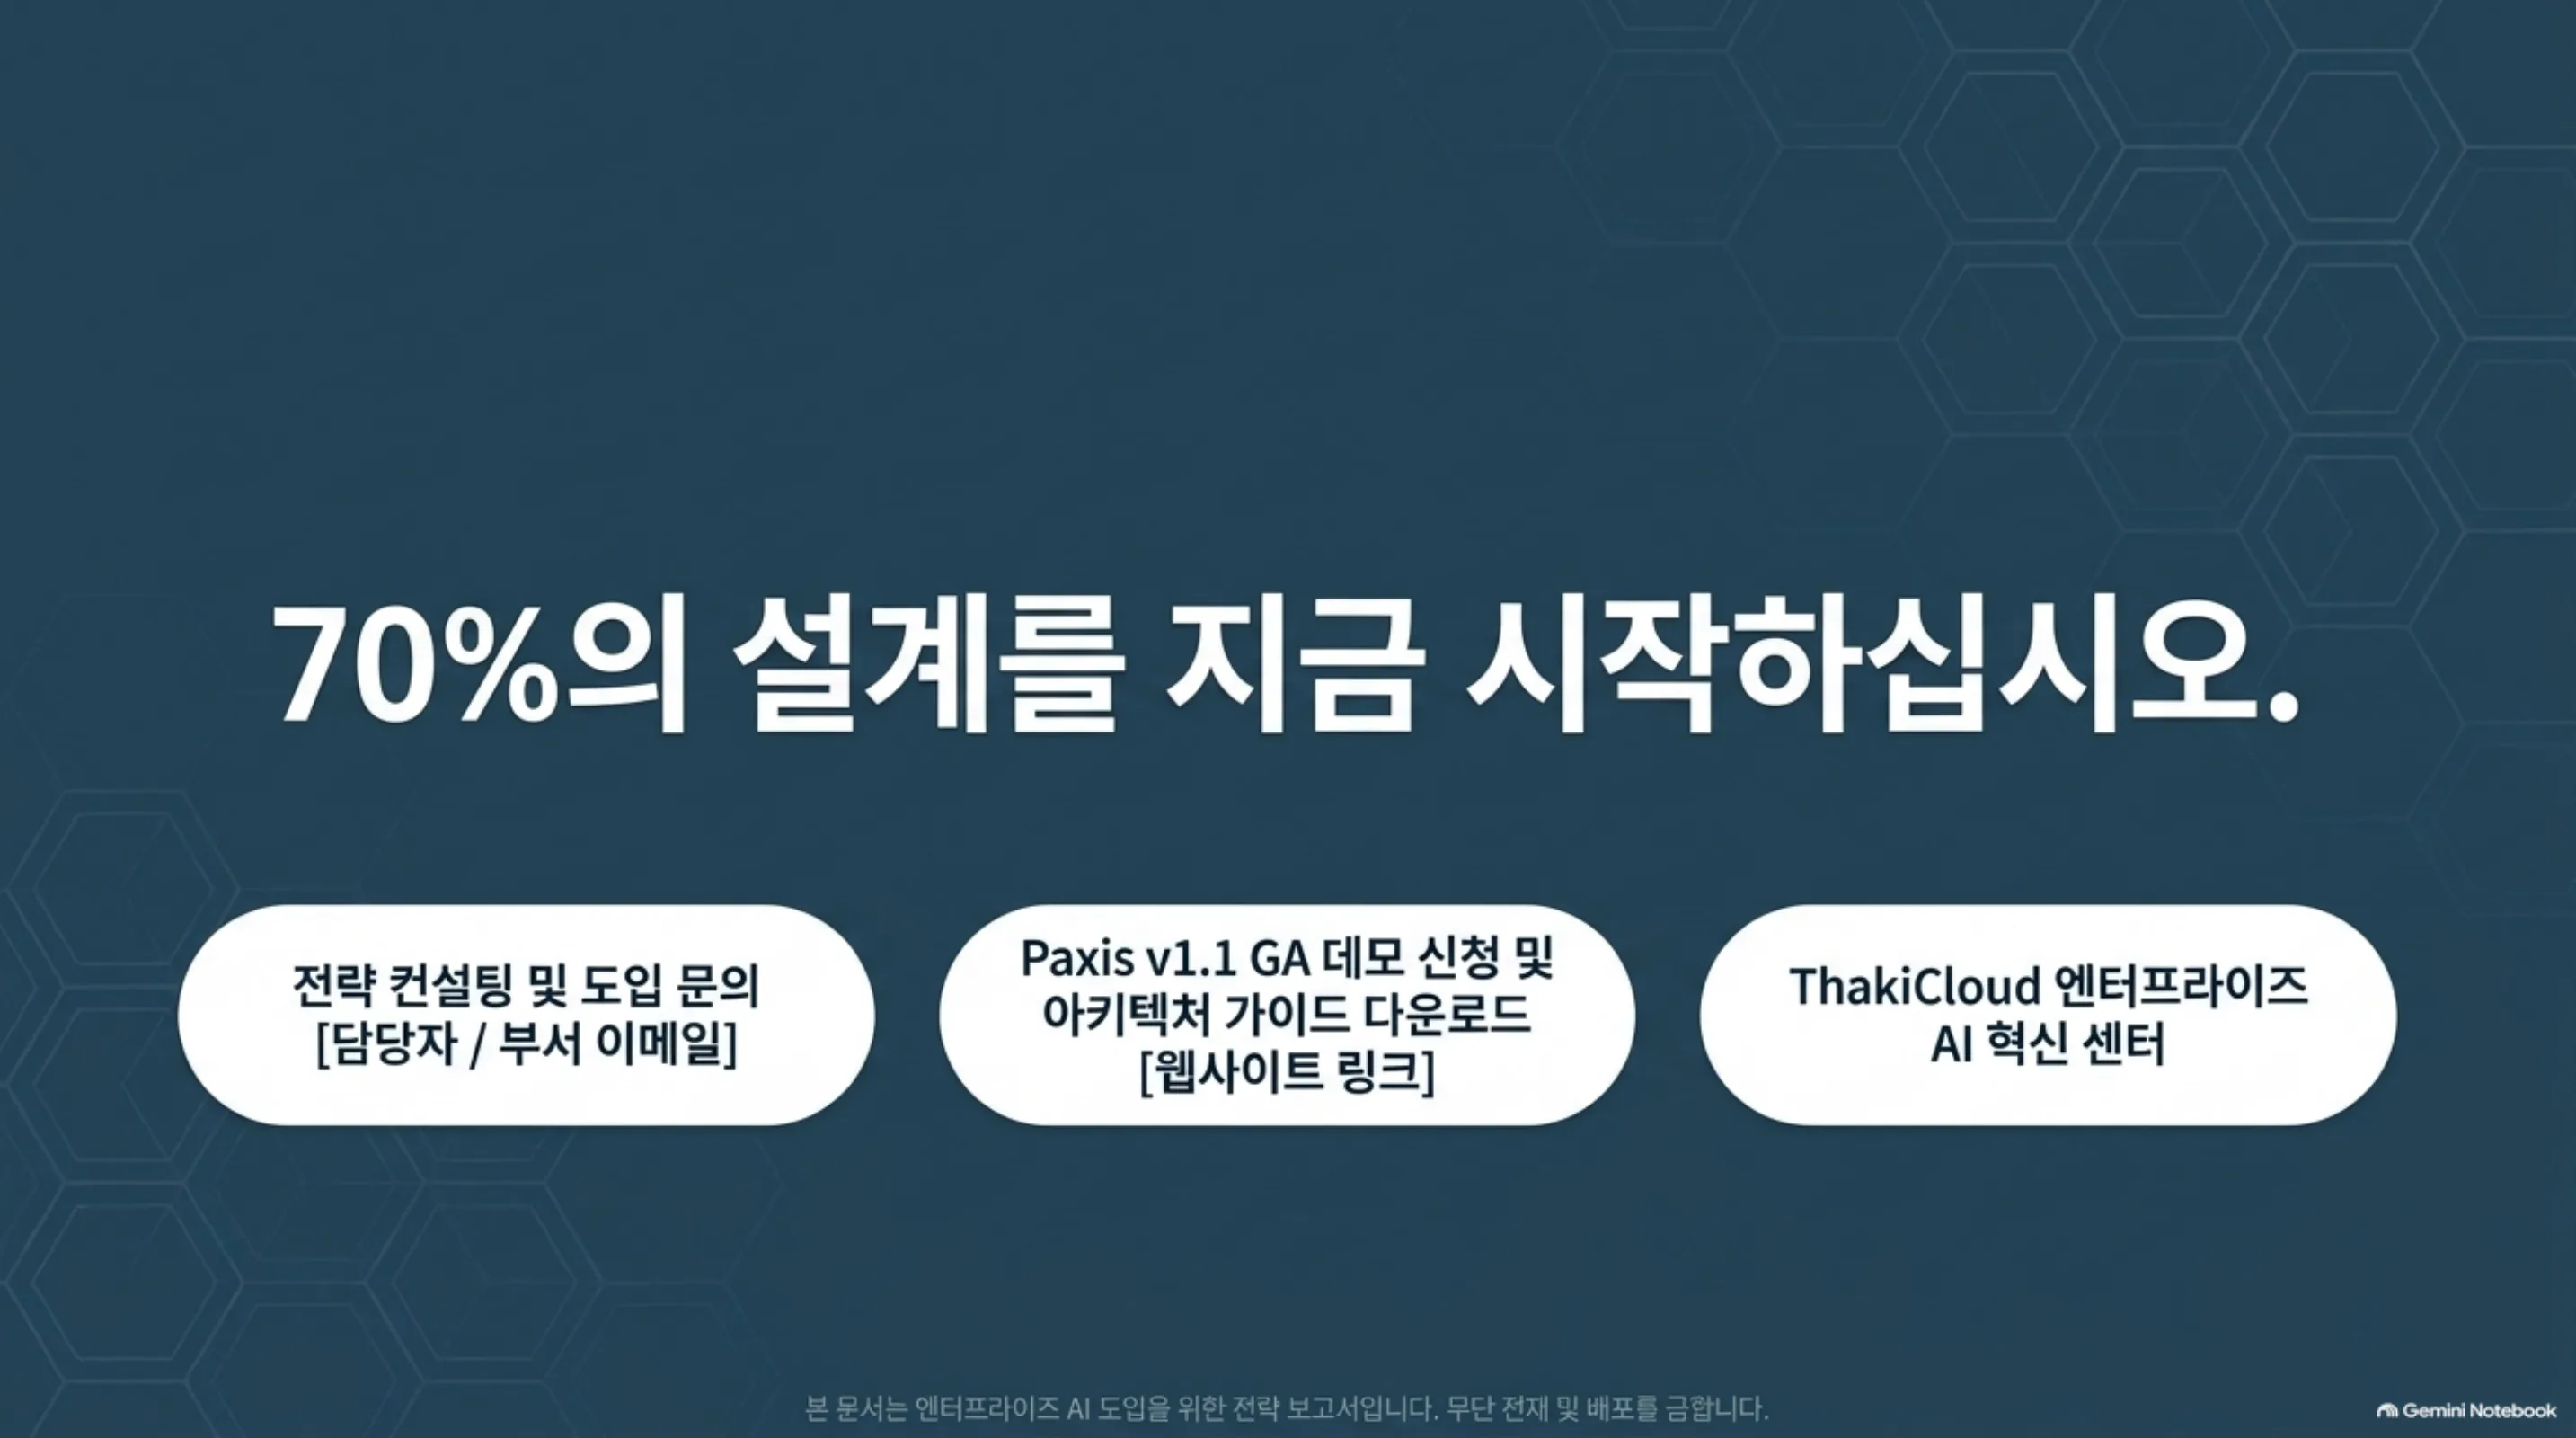 70%의 설계를 지금 시작하십시오.
전략 컨설팅 및 도입 문의
[담당자 / 부서 이메일]
Paxis v1.1 GA 데모 신청 및
아키텍처 가이드 다운로드
[웹사이트 링크]
ThakiCloud 엔터프라이즈
AI 혁신 센터
본 문서는 엔터프라이즈 AI 도입을 위한 전략 보고서입니다. 무단 전재 및 배포를 금합니다.
Gemini Notebook